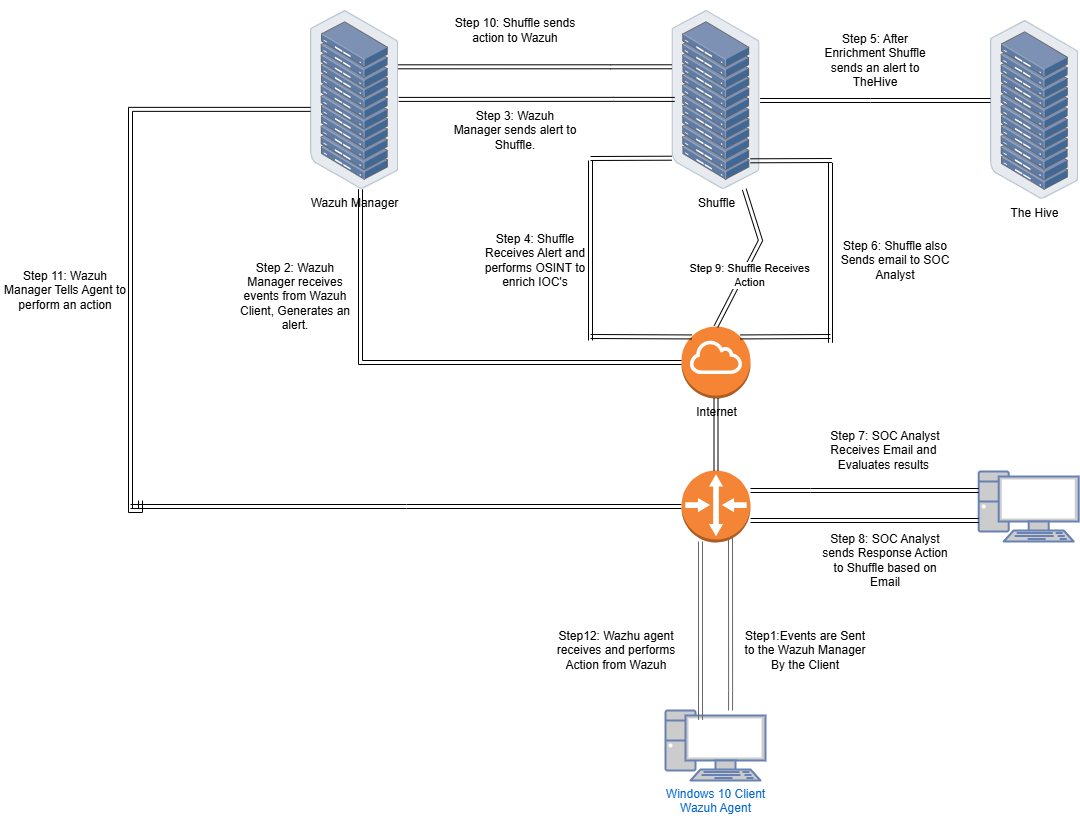 Step 10: Shuffle sends
action to Wazuh
Step 5: After
Enrichment Shuffle
sends an alert to
TheHive
Step 3: Wazuh
Manager sends alert to
Shuffle.
Wazuh Manager
Shuffle
The Hive
Step 4: Shuffle
Receives Alert and
performs OSINT to
enrich IOC's
Step 6: Shuffle also
Sends email to SOC
Analyst
Step 9: Shuffle Receives
Action
Step 11: Wazuh
Manager Tells Agent to
perform an action
Step 2: Wazuh
Manager receives
events from Wazuh
Client, Generates an
alert.
Internet
Step 7: SOC Analyst
Receives Email and
Evaluates results
Step 8: SOC Analyst
sends Response Action
to Shuffle based on
Email
Step12: Wazhu agent
receives and performs
Action from Wazuh
Step1:Events are Sent
to the Wazuh Manager
By the Client
Windows 10 Client
Wazuh Agent